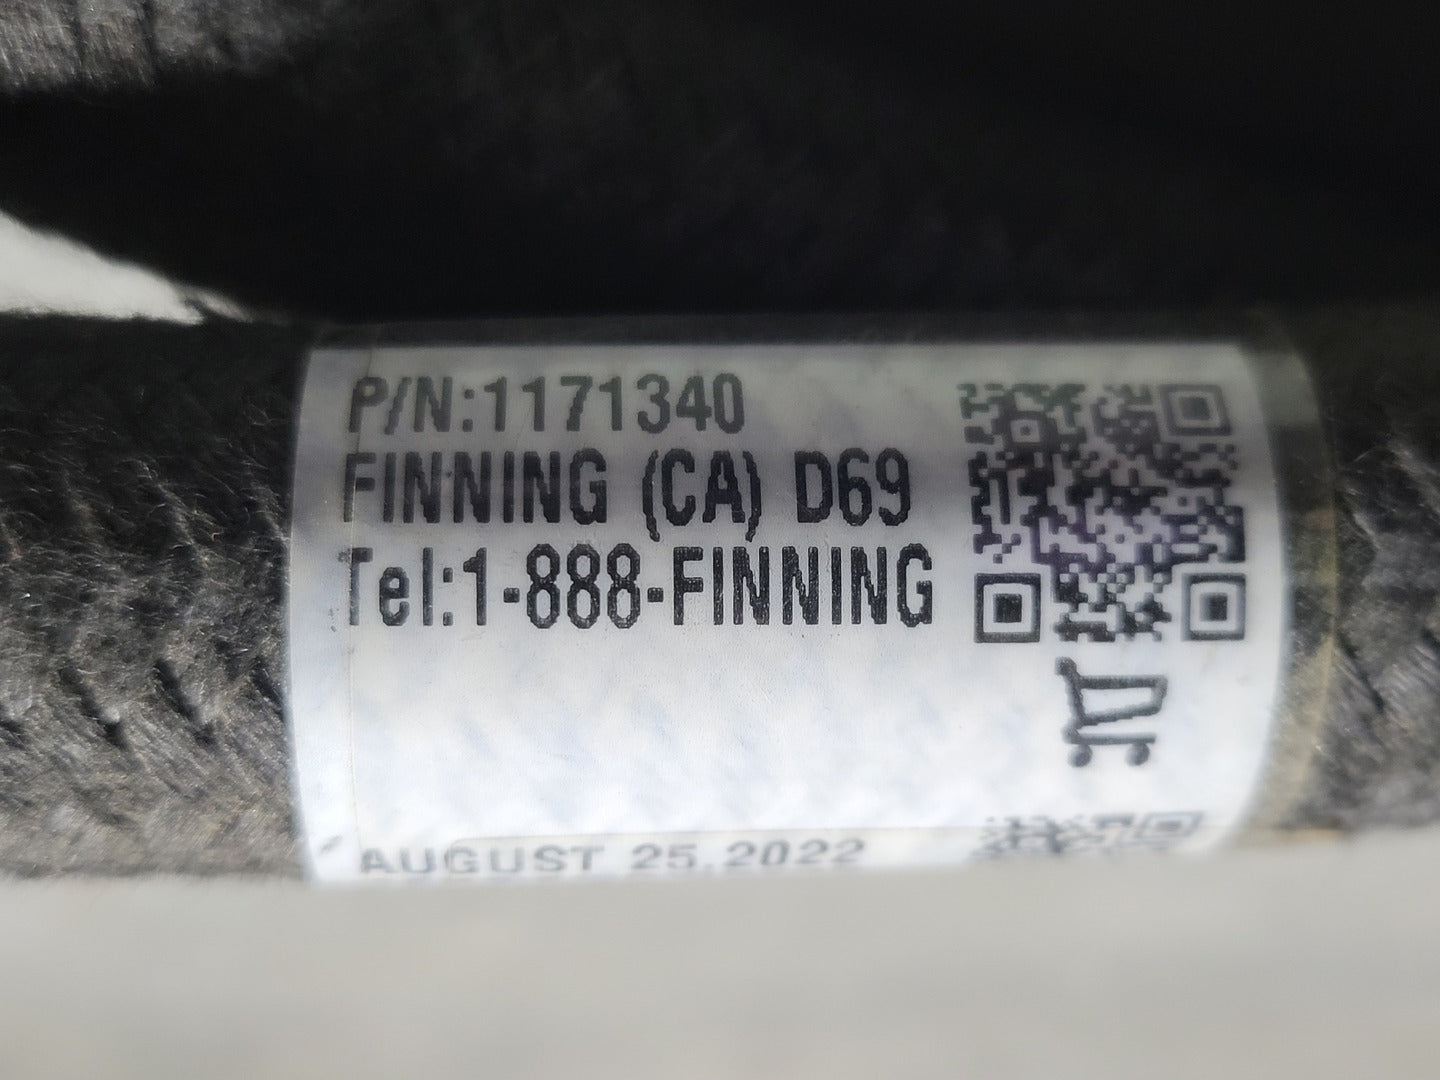 P/N:1171340
FINNING (CA) D69
Tel:1-888-FINNING
AUGUST 25,2022